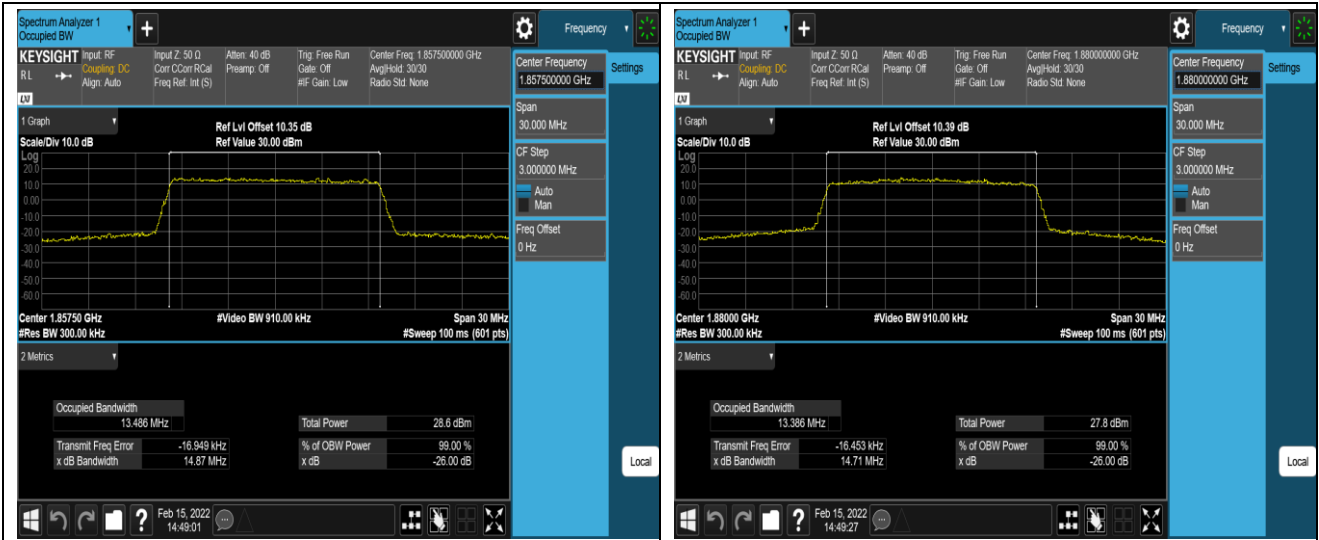 Spectrum Analyzer 1
Occupied BW
+
Frequency
KEYSIGHT
RL
LXI
Input: RF
Coupling: DC
Align: Auto
Input Z: 50 Ω
Corr CCorr RCal
Freq Ref: Int (S)
Atten: 40 dB
Preamp: Off
Trig: Free Run
Gate: Off
#IF Gain: Low
Center Freq: 1.857500000 GHz
Avg|Hold: 30/30
Radio Std: None
Center Frequency
1.857500000 GHz
Settings
Span
30.000 MHz
CF Step
3.000000 MHz
Auto
Man
Freq Offset
0 Hz
1 Graph
Ref Lvl Offset 10.35 dB
Scale/Div 10.0 dB
Ref Value 30.00 dBm
Log
20.0
10.0
0.00
-10.0
-20.0
-30.0
-40.0
-50.0
-60.0
Center 1.85750 GHz
#Video BW 910.00 kHz
Span 30 MHz
#Res BW 300.00 kHz
#Sweep 100 ms (601 pts)
2 Metrics
Occupied Bandwidth
13.486 MHz
Total Power 28.6 dBm
Transmit Freq Error -16.949 kHz
% of OBW Power 99.00 %
x dB Bandwidth 14.87 MHz
x dB -26.00 dB
Local
?
Feb 15, 2022
14:49:01
Spectrum Analyzer 1
Occupied BW
+
Frequency
KEYSIGHT
RL
LXI
Input: RF
Coupling: DC
Align: Auto
Input Z: 50 Ω
Corr CCorr RCal
Freq Ref: Int (S)
Atten: 40 dB
Preamp: Off
Trig: Free Run
Gate: Off
#IF Gain: Low
Center Freq: 1.880000000 GHz
Avg|Hold: 30/30
Radio Std: None
Center Frequency
1.880000000 GHz
Settings
Span
30.000 MHz
CF Step
3.000000 MHz
Auto
Man
Freq Offset
0 Hz
1 Graph
Ref Lvl Offset 10.39 dB
Scale/Div 10.0 dB
Ref Value 30.00 dBm
Log
20.0
10.0
0.00
-10.0
-20.0
-30.0
-40.0
-50.0
-60.0
Center 1.88000 GHz
#Video BW 910.00 kHz
Span 30 MHz
#Res BW 300.00 kHz
#Sweep 100 ms (601 pts)
2 Metrics
Occupied Bandwidth
13.386 MHz
Total Power 27.8 dBm
Transmit Freq Error -16.453 kHz
% of OBW Power 99.00 %
x dB Bandwidth 14.71 MHz
x dB -26.00 dB
Local
?
Feb 15, 2022
14:49:27